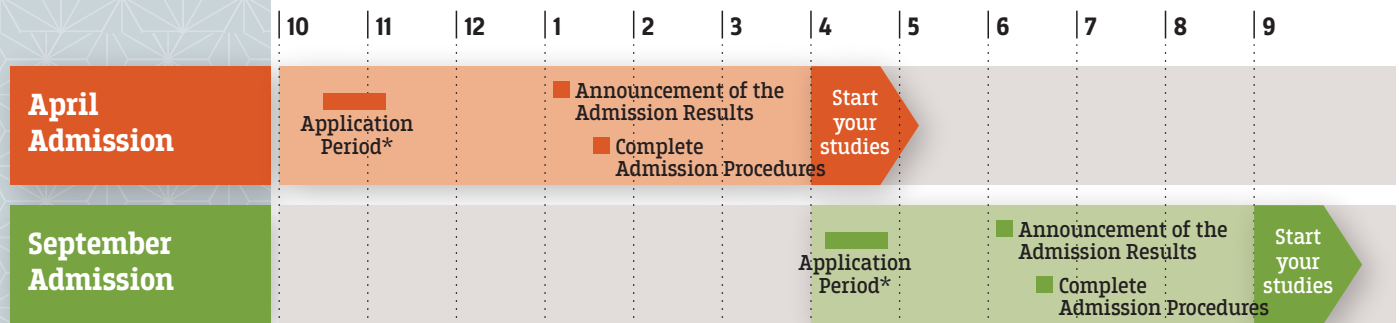 10 11 12 1 2 3 4 5 6 7 8 9
April
Admission
Application
Period*
Announcement of the
Admission Results
Complete
Admission Procedures
Start
your
studies
September
Admission
Application
Period*
Announcement of the
Admission Results
Complete
Admission Procedures
Start
your
studies